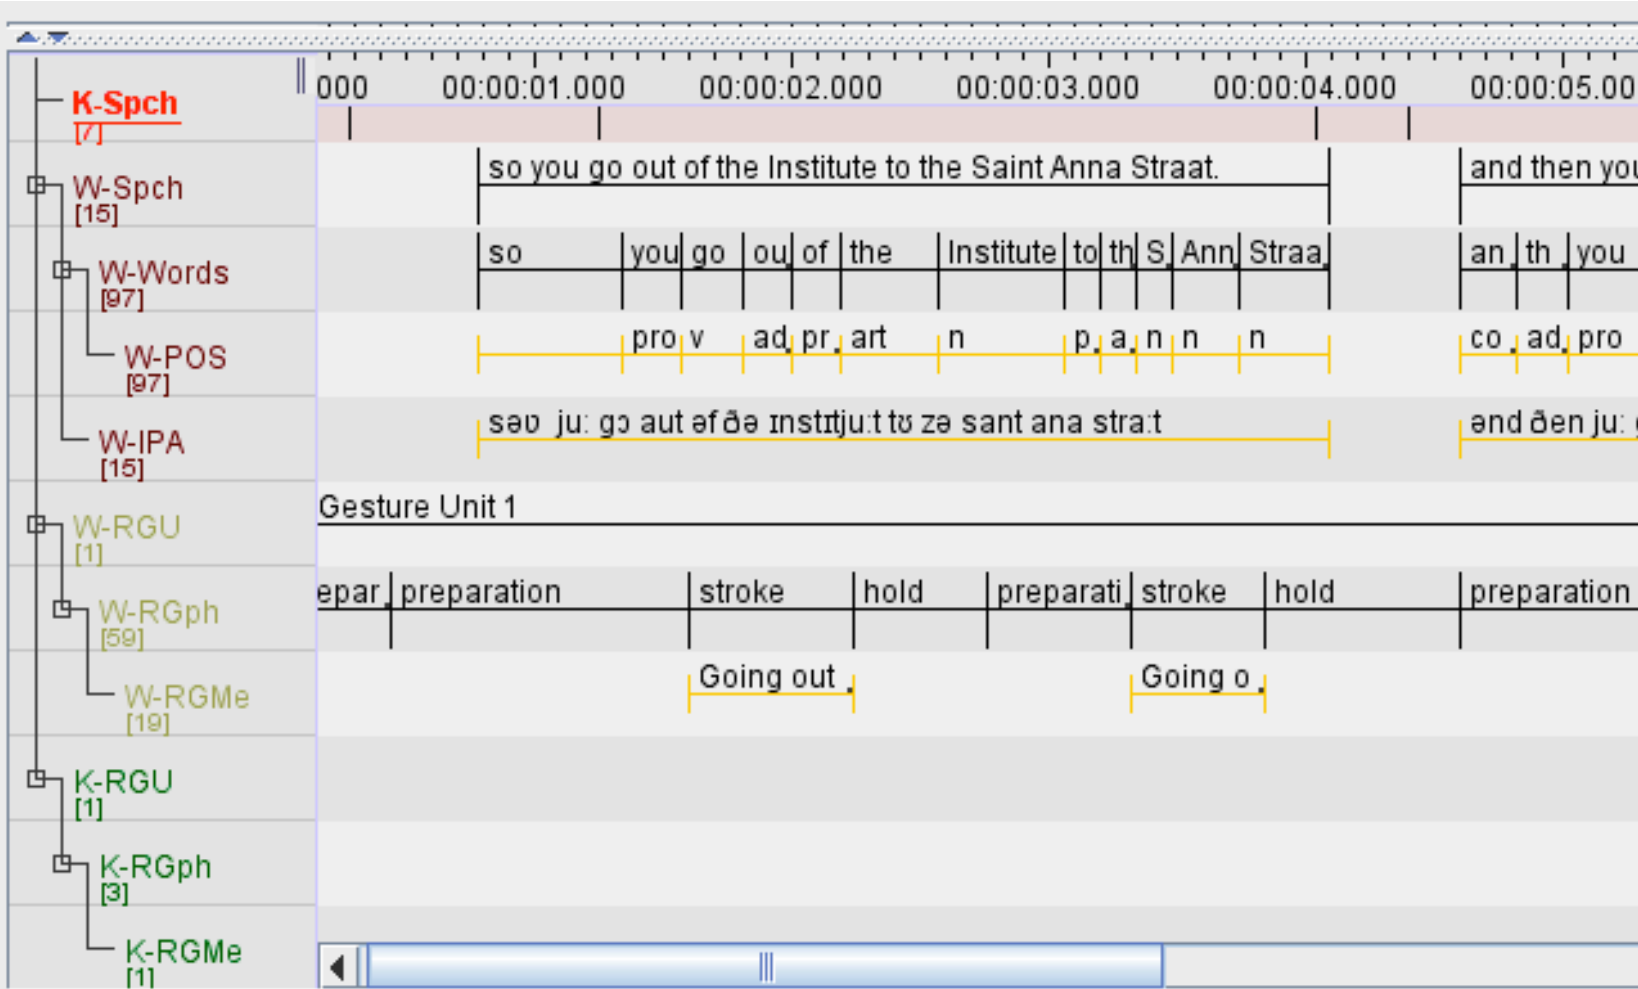 000 00:00:01.000 00:00:02.000 00:00:03.000 00:00:04.000 00:00:05.00
K-Spch
[7]
W-Spch so you go out of the Institute to the Saint Anna Straat. and then you
[15]
W-Words so you go ou. of the Institute to th. S. Ann. Straa. an. th. you
[97]
W-POS pro v ad. pr. art n p. a. n n n co. ad. pro
[97]
W-IPA səʊ ju: gɔ aut əf ðə ɪnstɪtju:t tʊ zə sant ana stra:t ənd ðen ju:
[15]
W-RGU Gesture Unit 1
[1]
W-RGph epar. preparation stroke hold preparati. stroke hold preparation
[59]
W-RGMe Going out. Going o.
[19]
K-RGU
[1]
K-RGph
[3]
K-RGMe
[1]